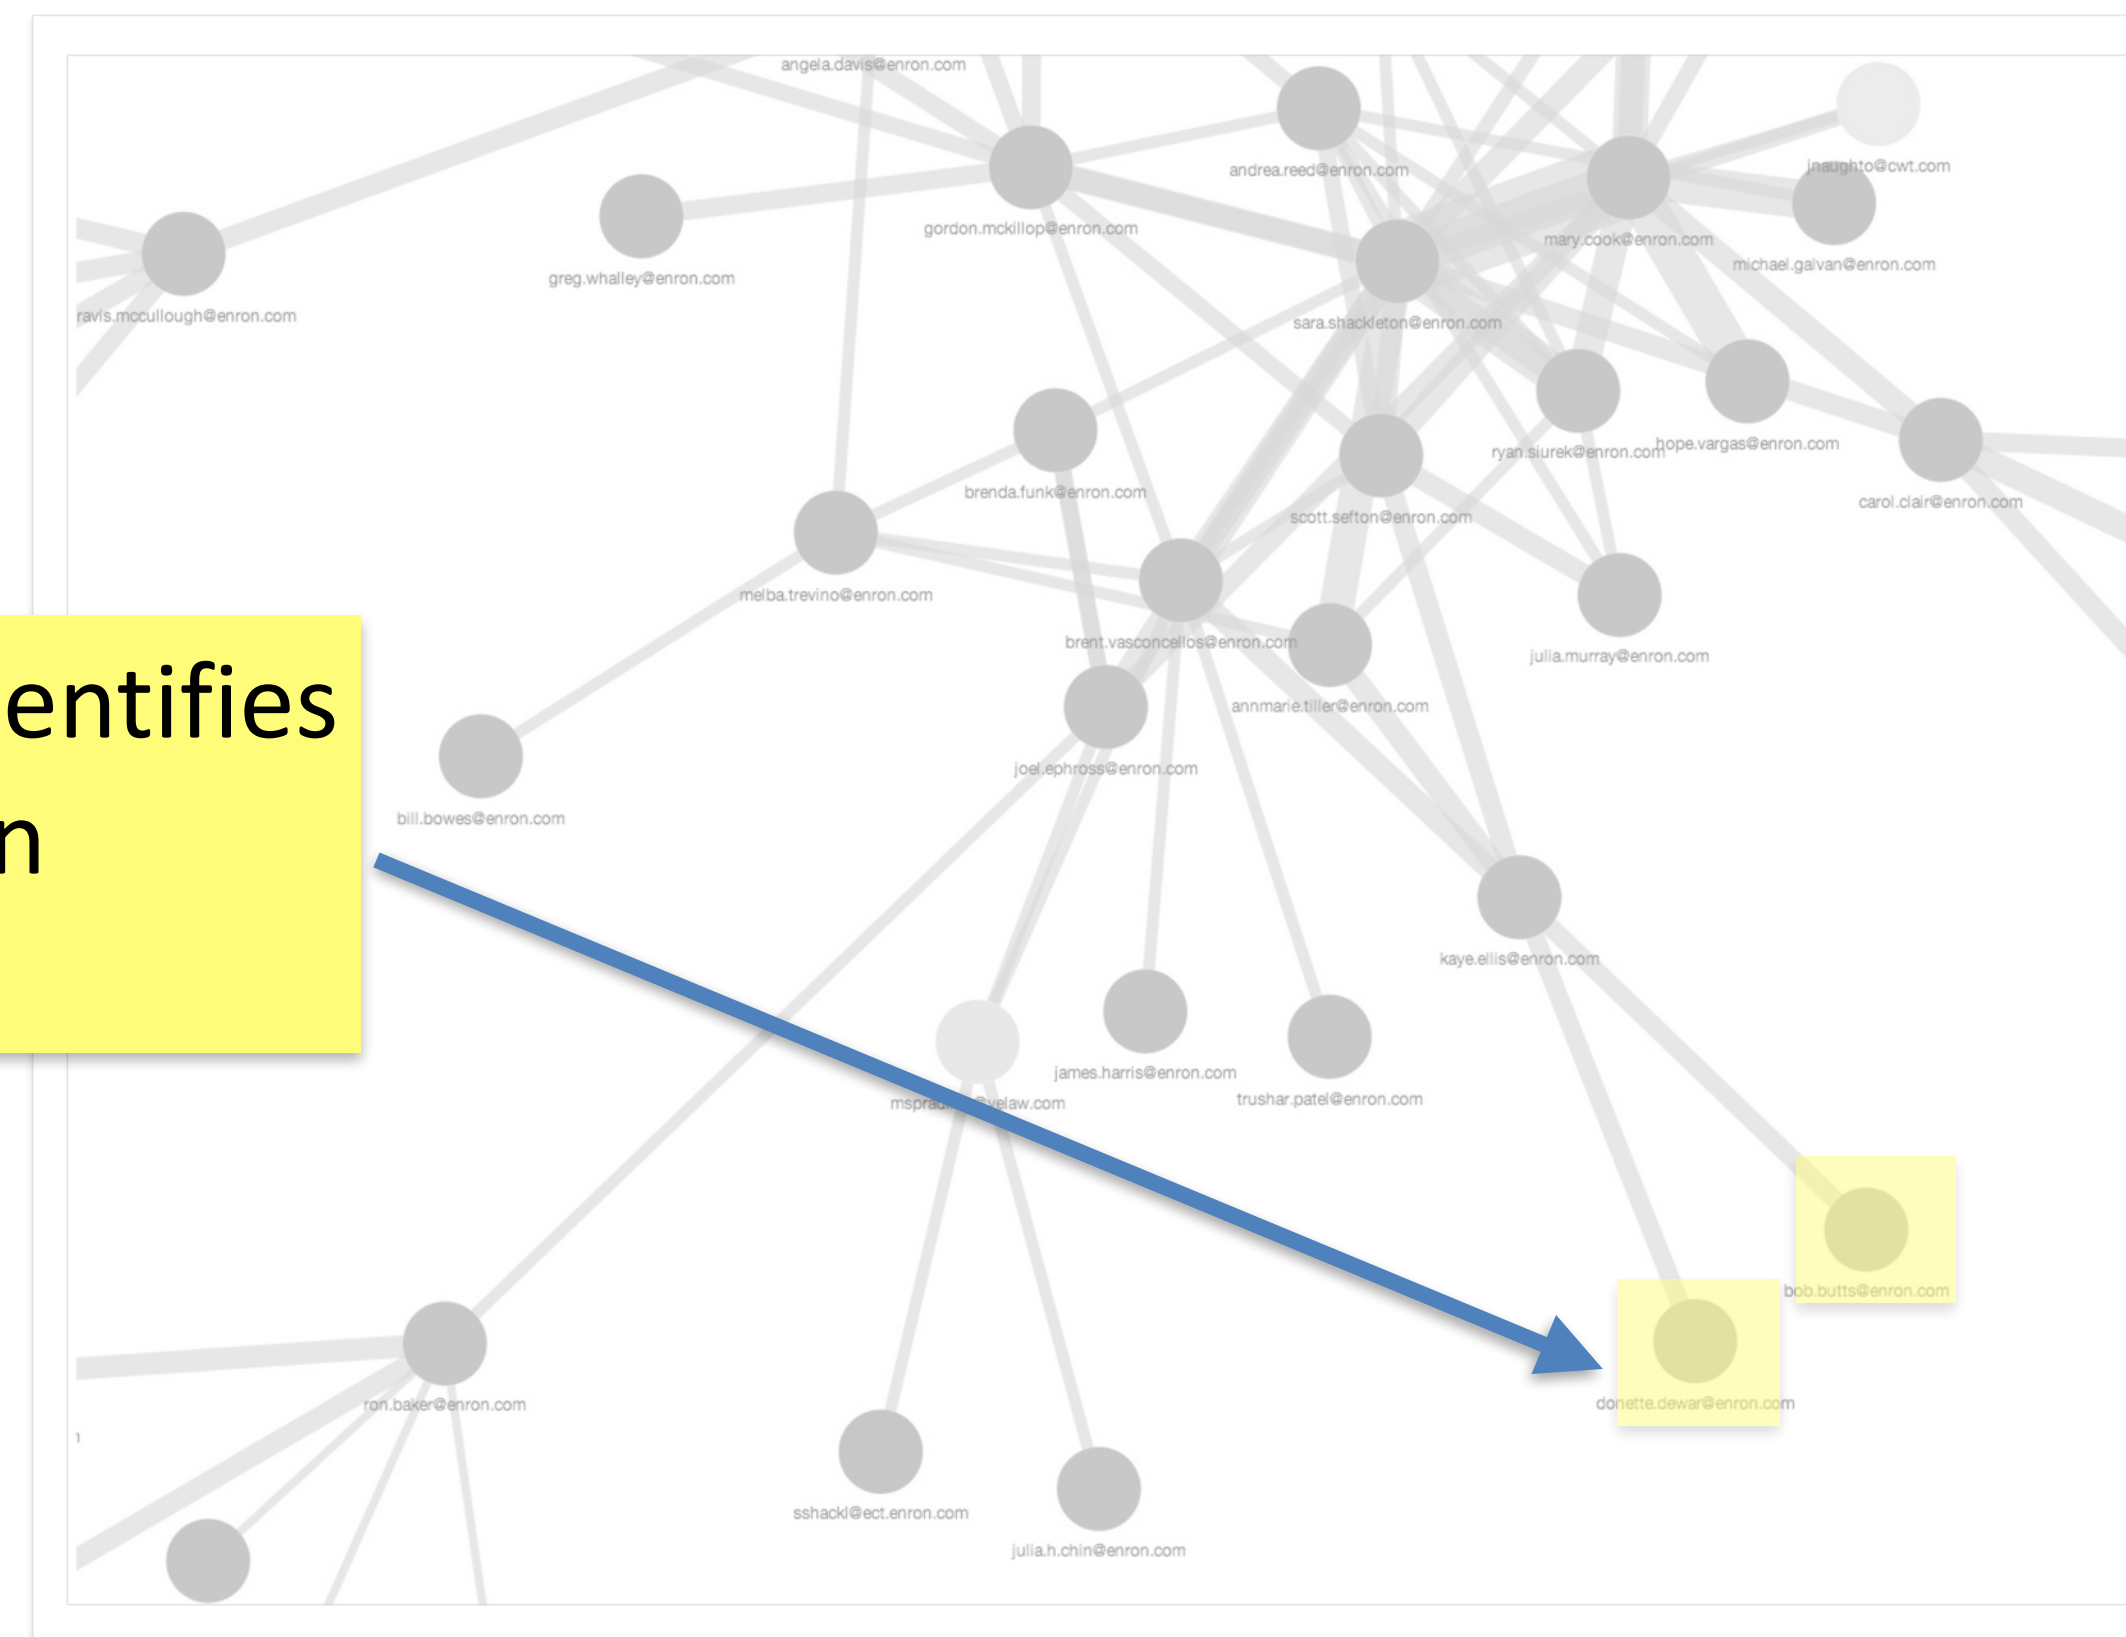 angela.davis@enron.com
jnaughto@cwt.com
andrea.reed@enron.com
gordon.mckillop@enron.com
mary.cook@enron.com
michael.galvan@enron.com
greg.whalley@enron.com
ravis.mccullough@enron.com
sara.shackleton@enron.com
ryan.siurek@enron.com
hope.vargas@enron.com
brenda.funk@enron.com
carol.clair@enron.com
scott.sefton@enron.com
melba.trevino@enron.com
brent.vasconcellos@enron.com
julia.murray@enron.com
entifies
n
annmarie.tiller@enron.com
joel.ephross@enron.com
bill.bowes@enron.com
kaye.ellis@enron.com
james.harris@enron.com
trushar.patel@enron.com
bob.butts@enron.com
donette.dewar@enron.com
ron.baker@enron.com
sshackl@ect.enron.com
julia.h.chin@enron.com